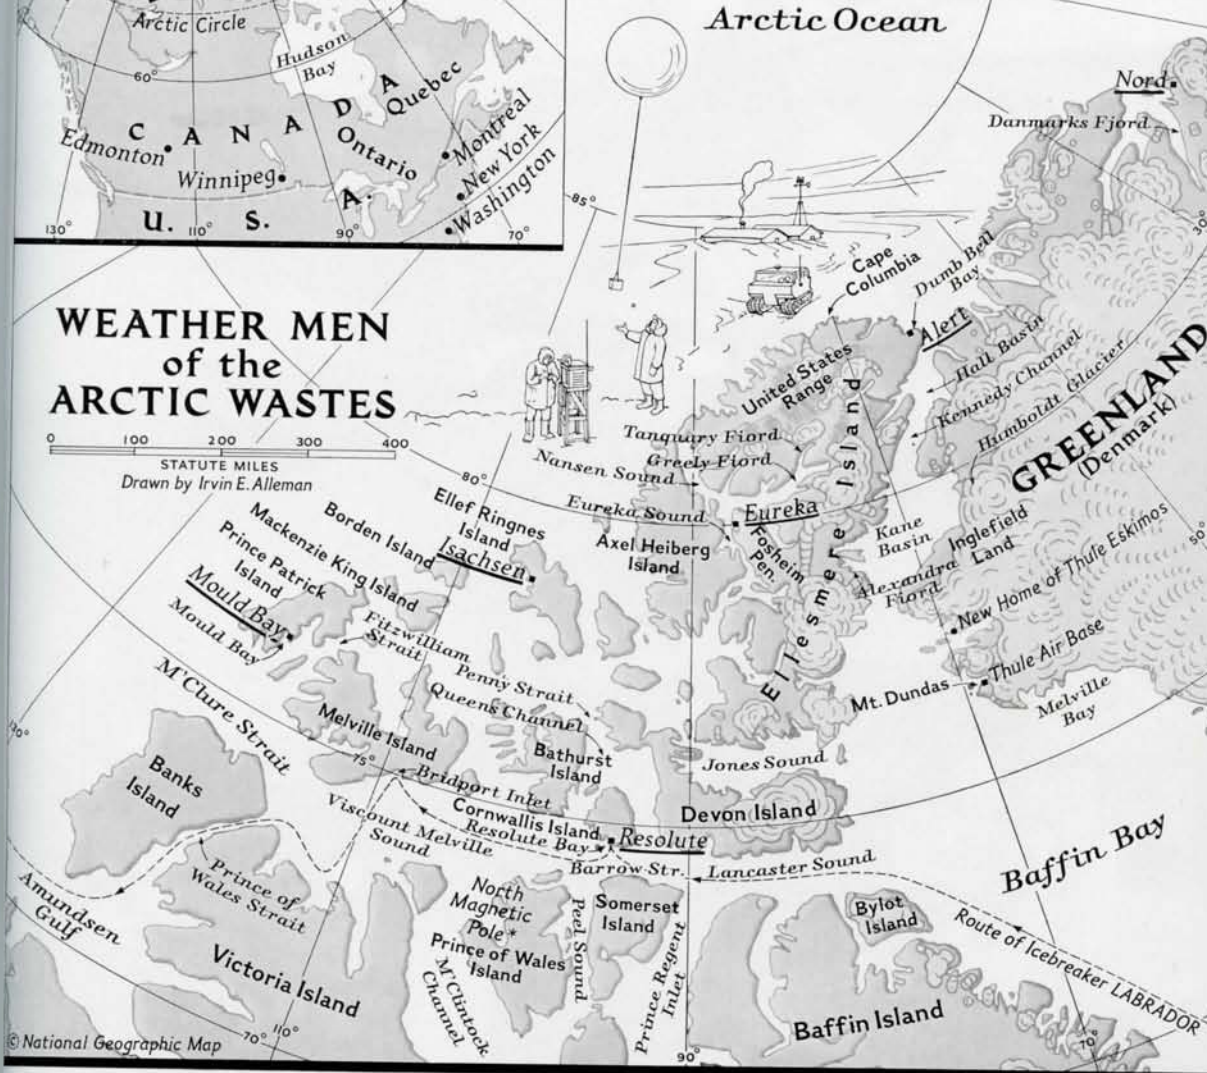 Arctic Circle
60°
Hudson
Bay
CANADA
Quebec
Ontario
Edmonton
Winnipeg
Montreal
New York
Washington
U. S. A.
130°
110°
90°
70°
Arctic Ocean
Nord
Danmarks Fjord
30°
85°
WEATHER MEN
of the
ARCTIC WASTES
0 100 200 300 400
STATUTE MILES
Drawn by Irvin E. Alleman
Cape
Columbia
Dumb Bell
Bay
Alert
United States
Range
Hall Basin
Kennedy Channel
Humboldt Glacier
GREENLAND
(Denmark)
Tanquary Fiord
Greely Fiord
Nansen Sound
80°
Eureka Sound
Eureka
Ellesmere Island
Kane
Basin
Inglefield
Land
50°
Ellef Ringnes
Island
Isachsen
Axel Heiberg
Island
Fosheim
Pen.
Alexandra
Fiord
New Home of Thule Eskimos
Borden Island
Mackenzie King Island
Prince Patrick
Island
Mould Bay
Mould Bay
Fitzwilliam
Strait
Penny Strait
Queens Channel
Mt. Dundas
Thule Air Base
Melville
Bay
M'Clure Strait
130°
Melville Island
75°
Bathurst
Island
Jones Sound
Banks
Island
Bridport Inlet
Viscount Melville
Sound
Cornwallis Island
Resolute Bay
Resolute
Devon Island
Baffin Bay
Barrow Str.
Lancaster Sound
Prince of
Wales Strait
Amundsen
Gulf
North
Magnetic
Pole*
Prince of Wales
Island
Peel Sound
Somerset
Island
Prince Regent
Inlet
Bylot
Island
Route of Icebreaker LABRADOR
Victoria Island
M'Clintock
Channel
Baffin Island
© National Geographic Map
70°
110°
90°
70°